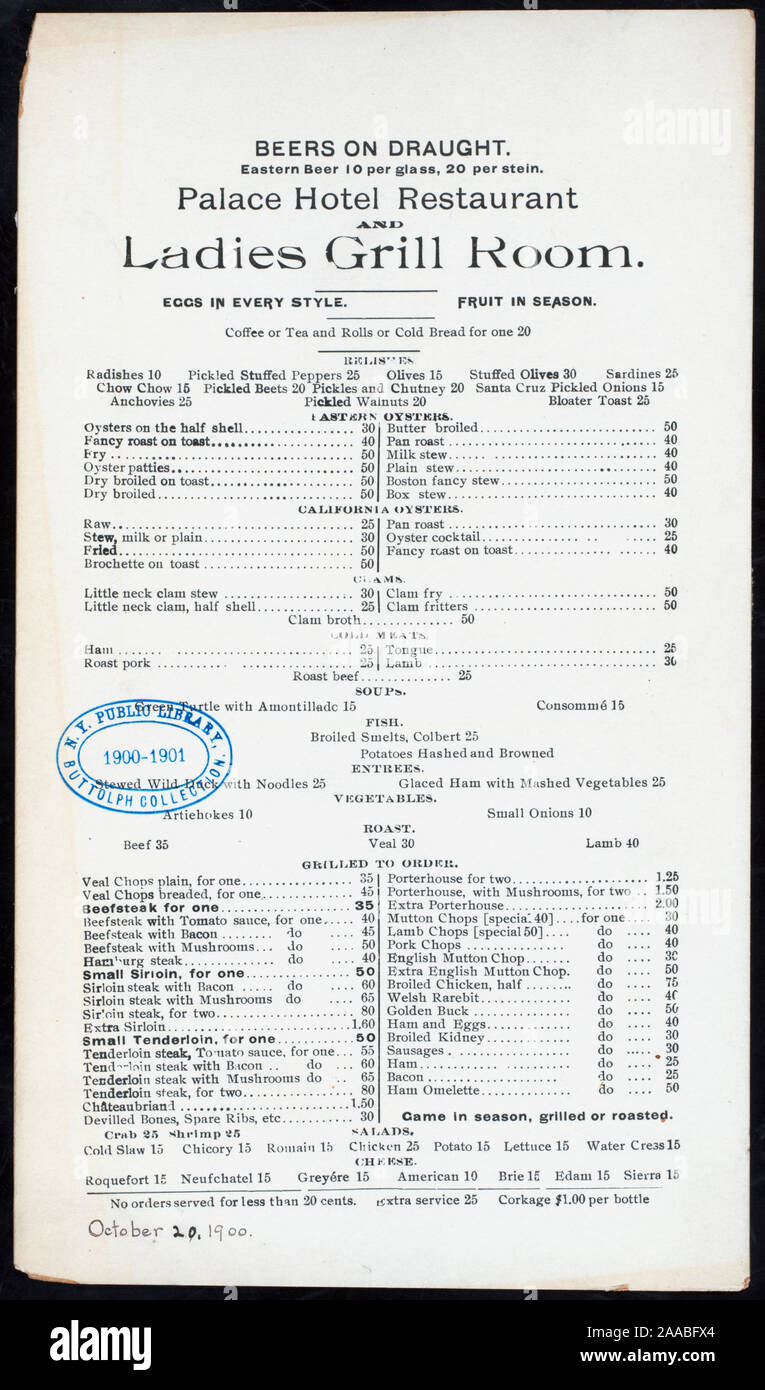 BEERS ON DRAUGHT.
Eastern Beer 10 per glass, 20 per stein.
Palace Hotel Restaurant
AND
Ladies Grill Room.
EGGS IN EVERY STYLE. FRUIT IN SEASON.
Coffee or Tea and Rolls or Cold Bread for one 20
RELISHES
Radishes 10 Pickled Stuffed Peppers 25 Olives 15 Stuffed Olives 30 Sardines 25
Chow Chow 15 Pickled Beets 20 Pickles and Chutney 20 Santa Cruz Pickled Onions 15
Anchovies 25 Pickled Walnuts 20 Bloater Toast 25
EASTERN OYSTERS.
Oysters on the half shell 30 Butter broiled 50
Fancy roast on toast 40 Pan roast 40
Fry 50 Milk stew 40
Oyster patties 50 Plain stew 40
Dry broiled on toast 50 Boston fancy stew 50
Dry broiled 50 Box stew 40
CALIFORNIA OYSTERS.
Raw 25 Pan roast 30
Stew, milk or plain 30 Oyster cocktail 25
Fried 50 Fancy roast on toast 40
Brochette on toast 50
CLAMS.
Little neck clam stew 30 Clam fry 50
Little neck clam, half shell 25 Clam fritters 50
Clam broth 50
COLD MEATS.
Ham 25 Tongue 25
Roast pork 25 Lamb 30
Roast beef 25
SOUPS.
Green Turtle with Amontillado 15 Consommé 15
FISH.
Broiled Smelts, Colbert 25
Potatoes Hashed and Browned
ENTREES.
Stewed Wild Duck with Noodles 25 Glaced Ham with Mashed Vegetables 25
VEGETABLES.
Artichokes 10 Small Onions 10
ROAST.
Beef 35 Veal 30 Lamb 40
GRILLED TO ORDER.
Veal Chops plain, for one 35 Porterhouse for two 1.25
Veal Chops breaded, for one 45 Porterhouse, with Mushrooms, for two 1.50
Beefsteak for one 35 Extra Porterhouse 2.00
Beefsteak with Tomato sauce, for one 40 Mutton Chops [special 40] for one 30
Beefsteak with Bacon do 45 Lamb Chops [special 50] do 40
Beefsteak with Mushrooms do 50 Pork Chops do 40
Hamburg steak do 40 English Mutton Chop do 30
Small Sirloin, for one 50 Extra English Mutton Chop. do 50
Sirloin steak with Bacon do 60 Broiled Chicken, half do 75
Sirloin steak with Mushrooms do 65 Welsh Rarebit do 40
Sirloin steak, for two 80 Golden Buck do 50
Extra Sirloin 1.60 Ham and Eggs do 40
Small Tenderloin, for one 50 Broiled Kidney do 30
Tenderloin steak, Tomato sauce, for one 55 Sausages do 30
Tenderloin steak with Bacon do 60 Ham do 25
Tenderloin steak with Mushrooms do 65 Bacon do 25
Tenderloin steak, for two 80 Ham Omelette do 50
Châteaubriand 1.50
Devilled Bones, Spare Ribs, etc 30 Game in season, grilled or roasted.
Crab 25 Shrimp 25 SALADS.
Cold Slaw 15 Chicory 15 Romain 15 Chicken 25 Potato 15 Lettuce 15 Water Cress 15
CHEESE.
Roquefort 15 Neufchatel 15 Greyére 15 American 10 Brie 15 Edam 15 Sierra 15
No orders served for less than 20 cents. Extra service 25 Corkage $1.00 per bottle
October 20, 1900.
N.Y. PUBLIC LIBRARY,
1900-1901
BUTTOLPH COLLECTION.
alamy
alamy
Image ID: 2AABFX4
www.alamy.com